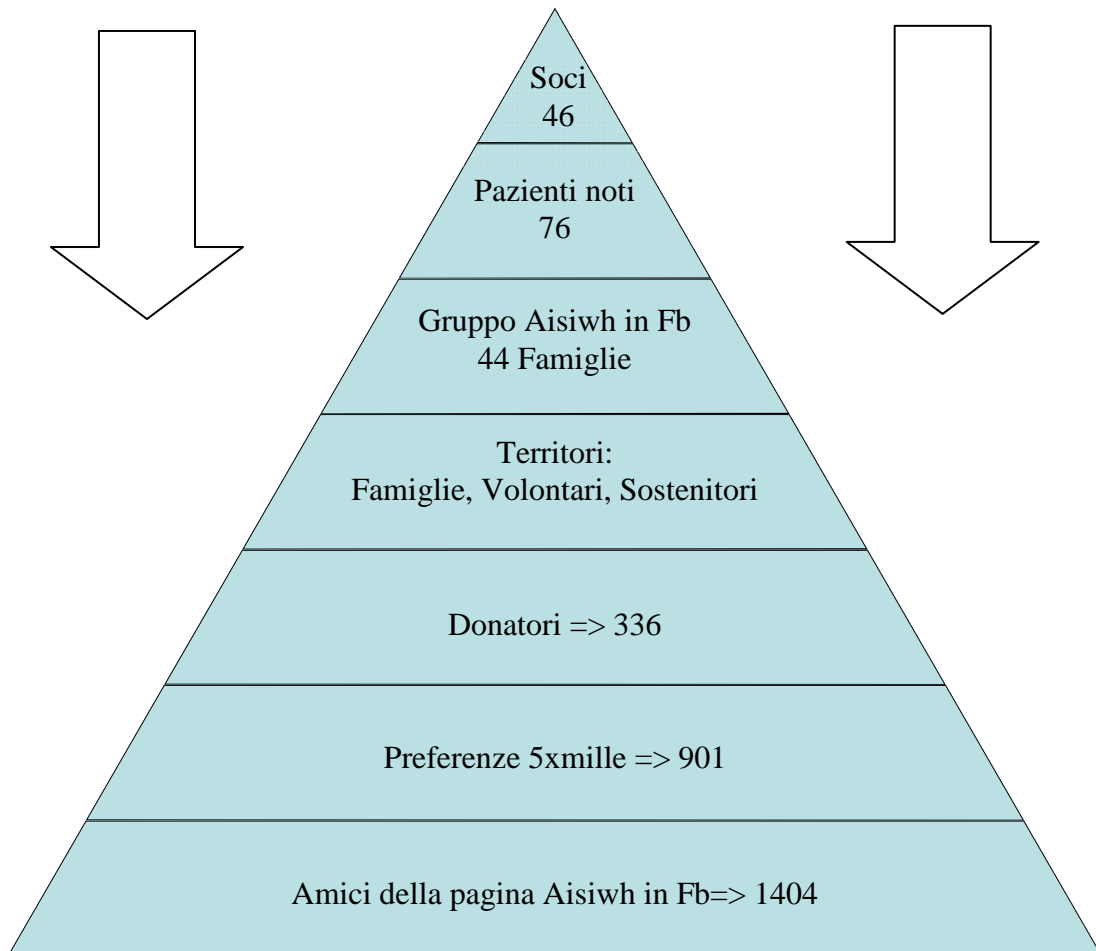 Soci
46
Pazienti noti
76
Gruppo Aisiwh in Fb
44 Famiglie
Territori:
Famiglie, Volontari, Sostenitori
Donatori => 336
Preferenze 5xmille => 901
Amici della pagina Aisiwh in Fb=> 1404